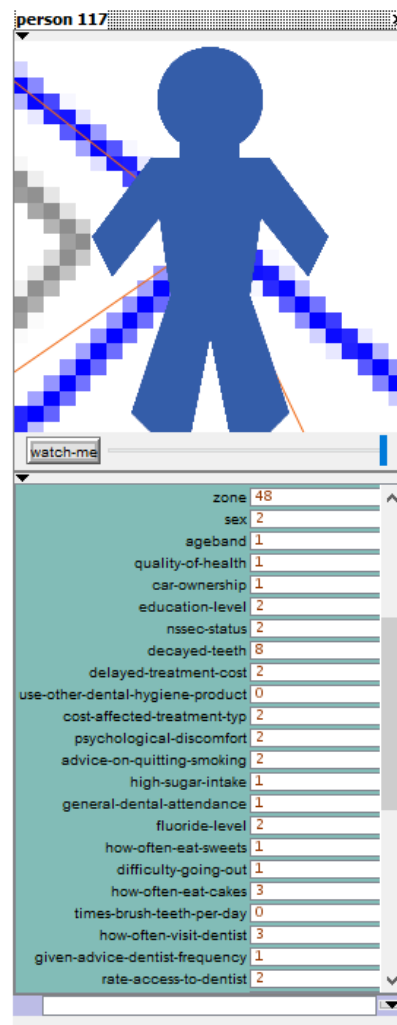 person 117
watch-me
zone 48
sex 2
ageband 1
quality-of-health 1
car-ownership 1
education-level 2
nssec-status 2
decayed-teeth 8
delayed-treatment-cost 2
use-other-dental-hygiene-product 0
cost-affected-treatment-typ 2
psychological-discomfort 2
advice-on-quitting-smoking 2
high-sugar-intake 1
general-dental-attendance 1
fluoride-level 2
how-often-eat-sweets 1
difficulty-going-out 1
how-often-eat-cakes 3
times-brush-teeth-per-day 0
how-often-visit-dentist 3
given-advice-dentist-frequency 1
rate-access-to-dentist 2